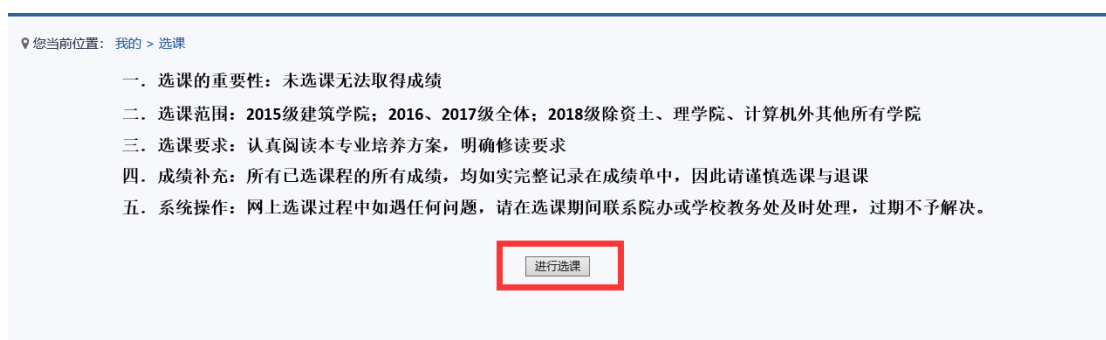 您当前位置： 我的 > 选课
一．选课的重要性：未选课无法取得成绩
二．选课范围：2015级建筑学院；2016、2017级全体；2018级除资土、理学院、计算机外其他所有学院
三．选课要求：认真阅读本专业培养方案，明确修读要求
四．成绩补充：所有已选课程的所有成绩，均如实完整记录在成绩单中，因此请谨慎选课与退课
五．系统操作：网上选课过程中如遇任何问题，请在选课期间联系院办或学校教务处及时处理，过期不予解决。
进行选课